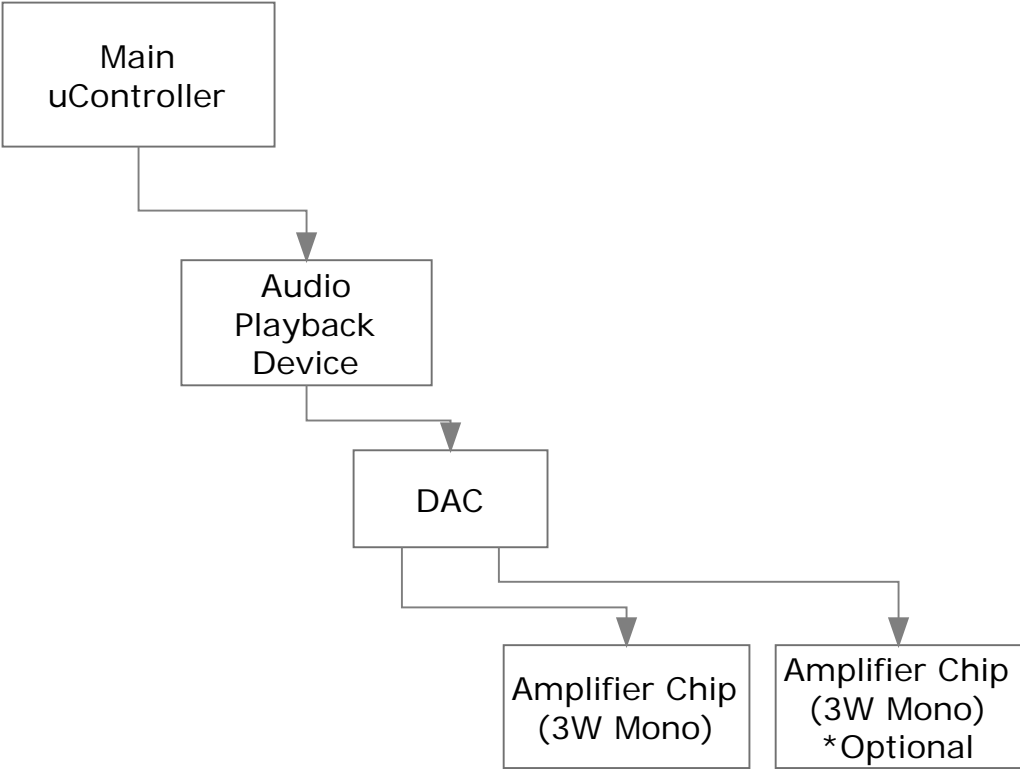 Main
uController
Audio
Playback
Device
DAC
Amplifier Chip
(3W Mono)
Amplifier Chip
(3W Mono)
*Optional